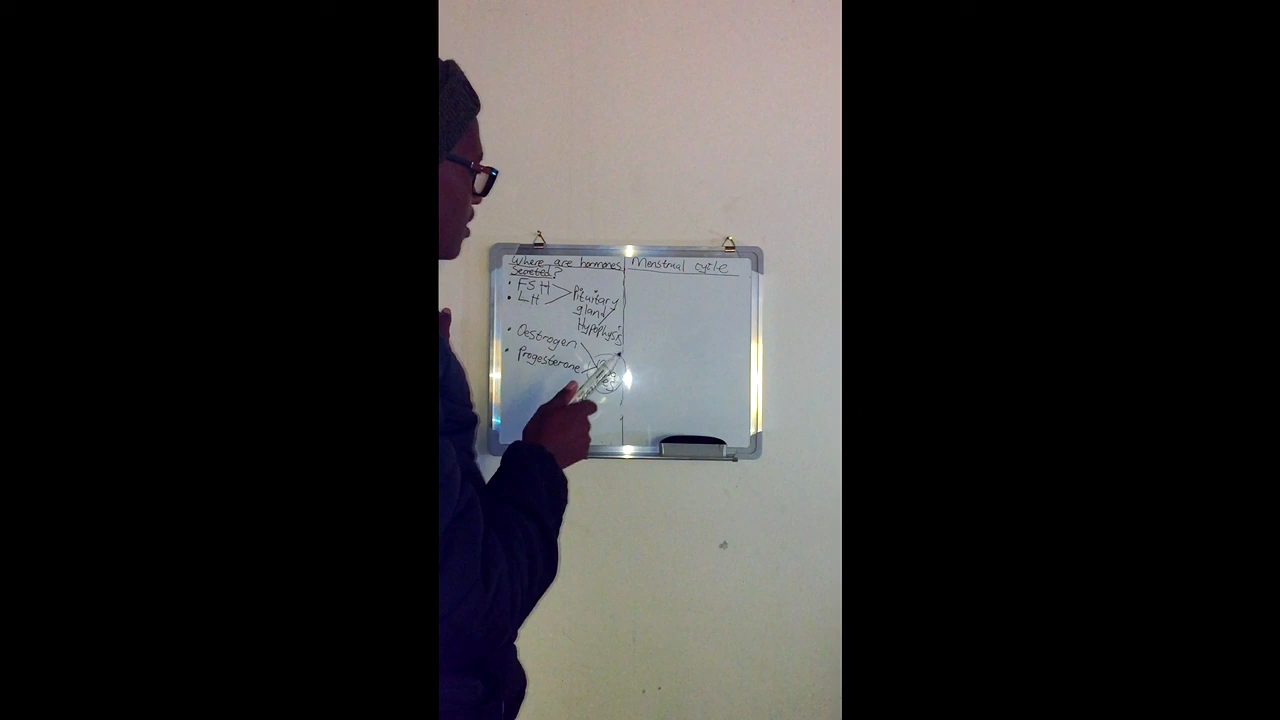 Where are hormones
Secreted?
• FSH
• LH
Pituitary
gland
Hypophysis
• Oestrogen
• Progesterone
Menstrual cycle